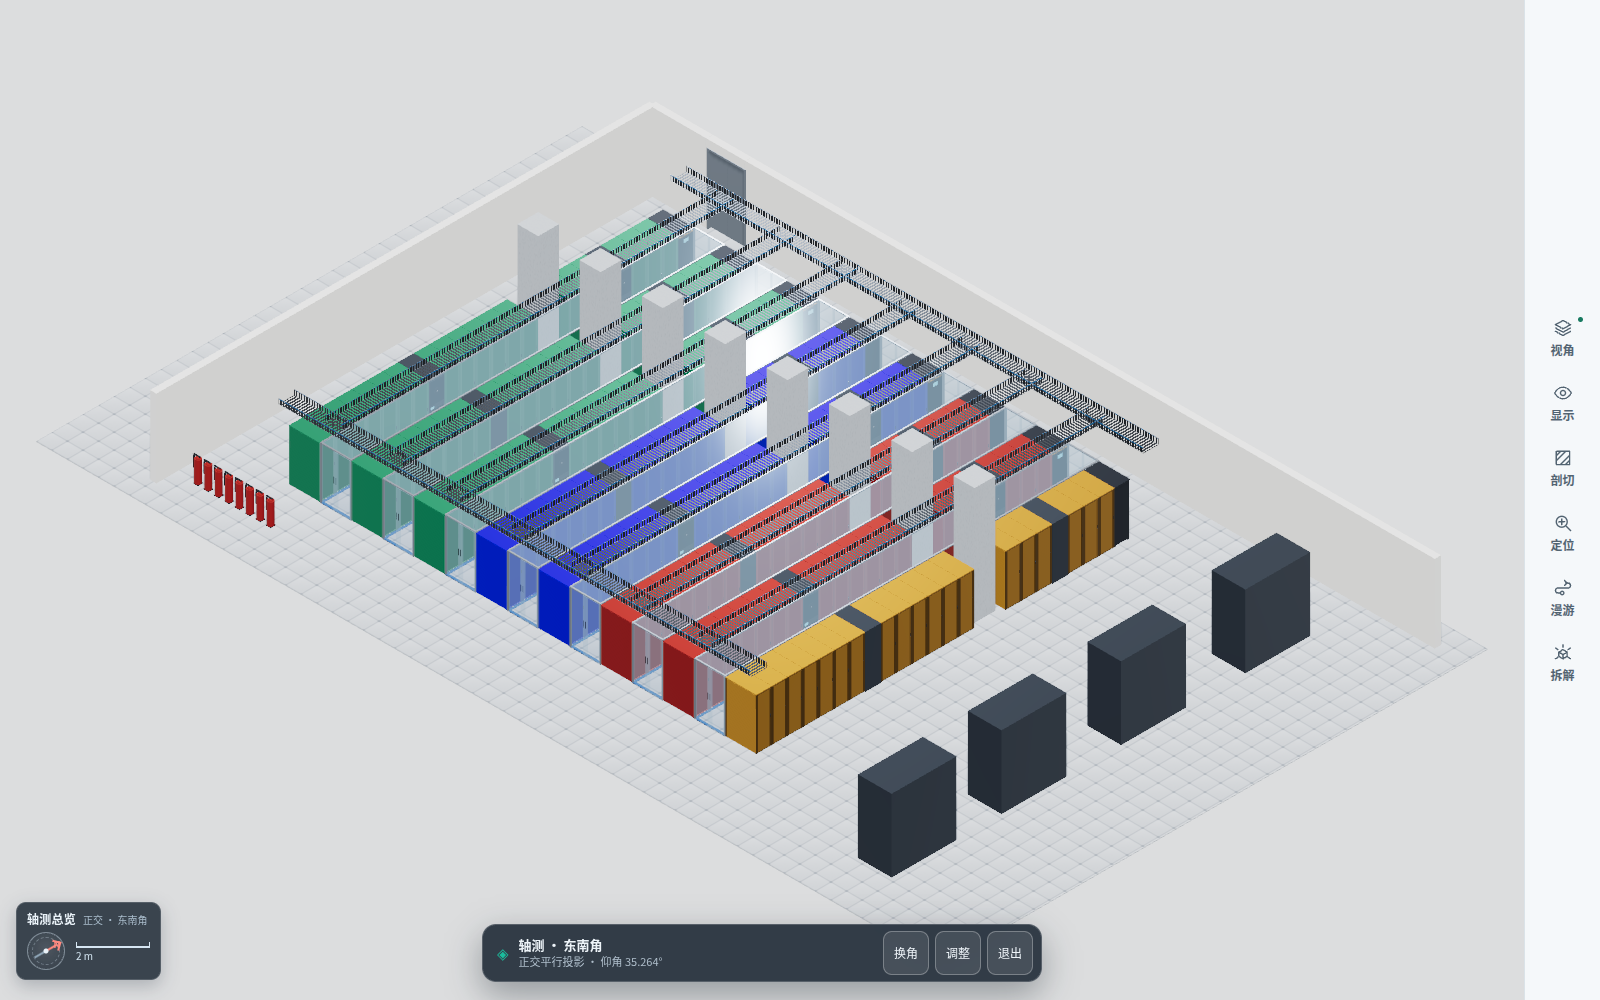 视角
显示
剖切
定位
漫游
拆解
轴测总览 正交 · 东南角
2 m
轴测 · 东南角
正交平行投影 · 仰角 35.264°
换角
调整
退出